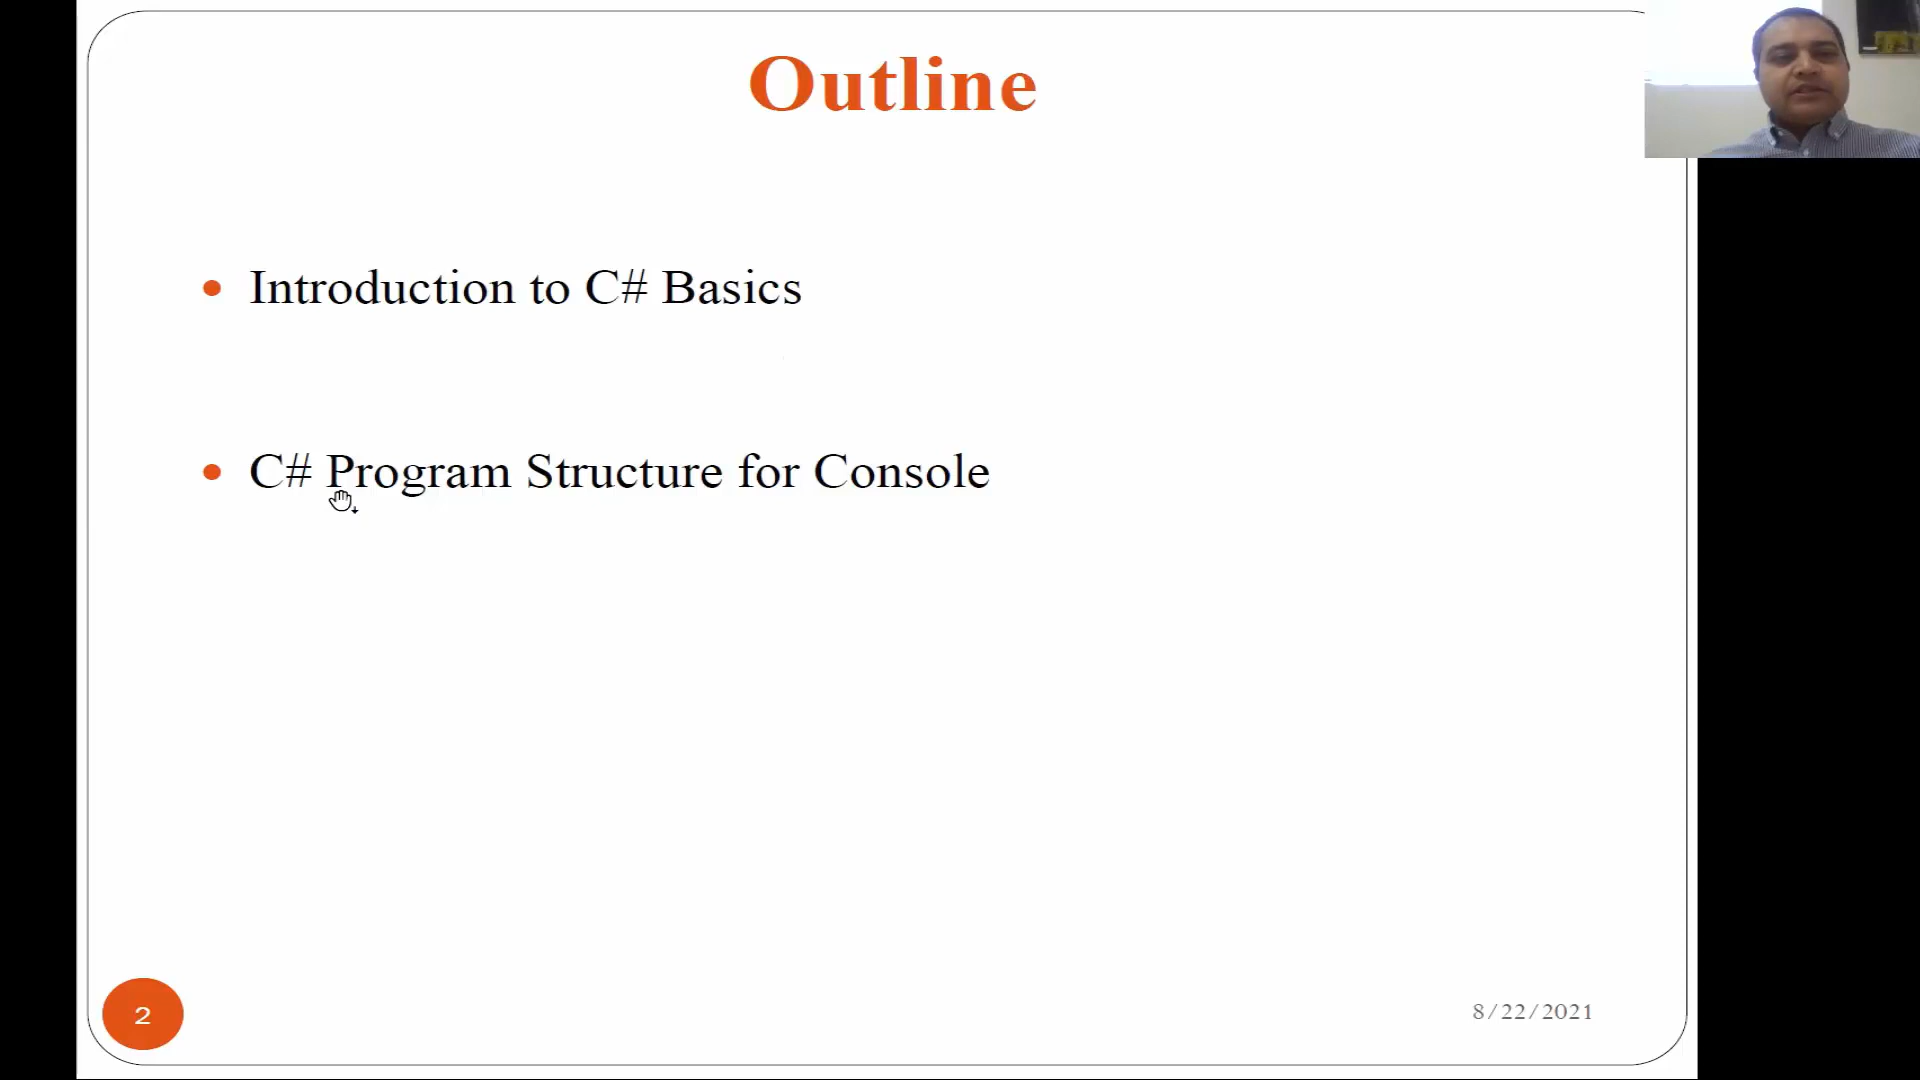 Outline
Introduction to C# Basics
C# Program Structure for Console
2
8/22/2021